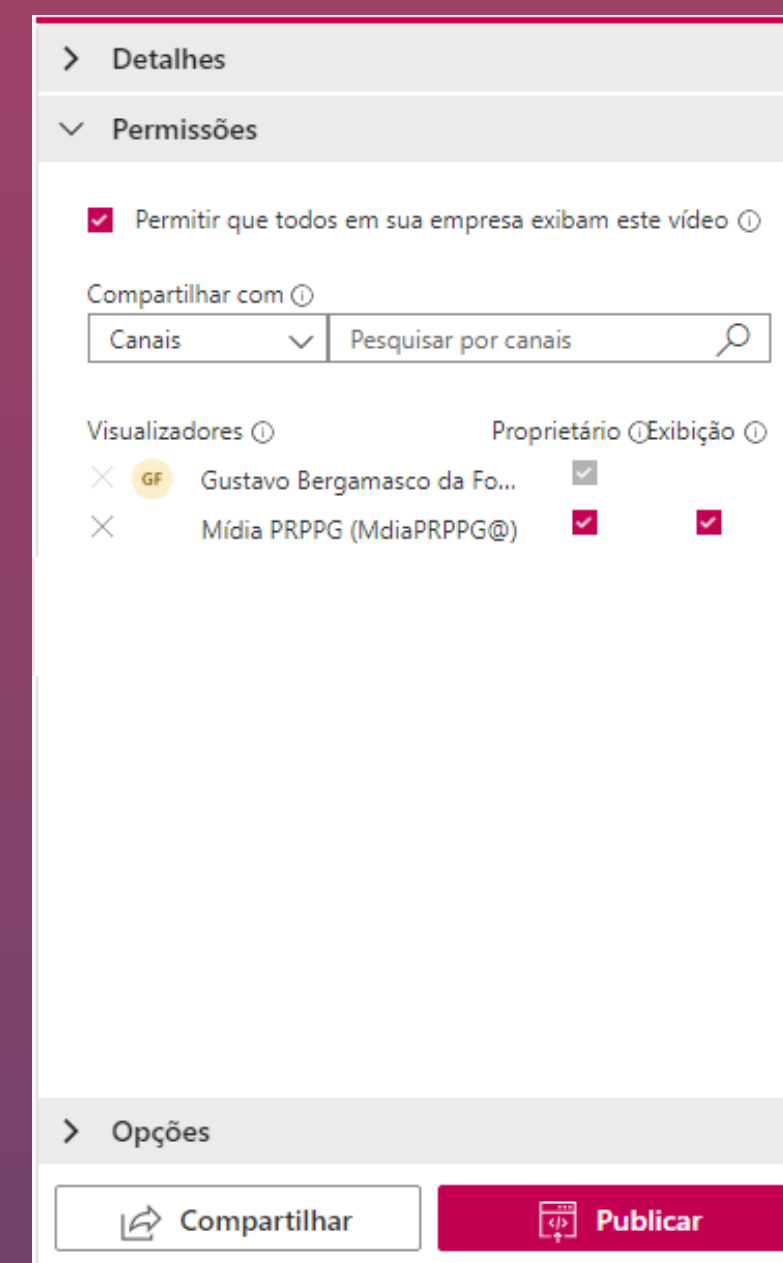 Detalhes
Permissões
Permitir que todos em sua empresa exibam este vídeo
Compartilhar com
Canais Pesquisar por canais
Visualizadores Proprietário Exibição
GF Gustavo Bergamasco da Fo...
Mídia PRPPG (MdiaPRPPG@)
Opções
Compartilhar Publicar